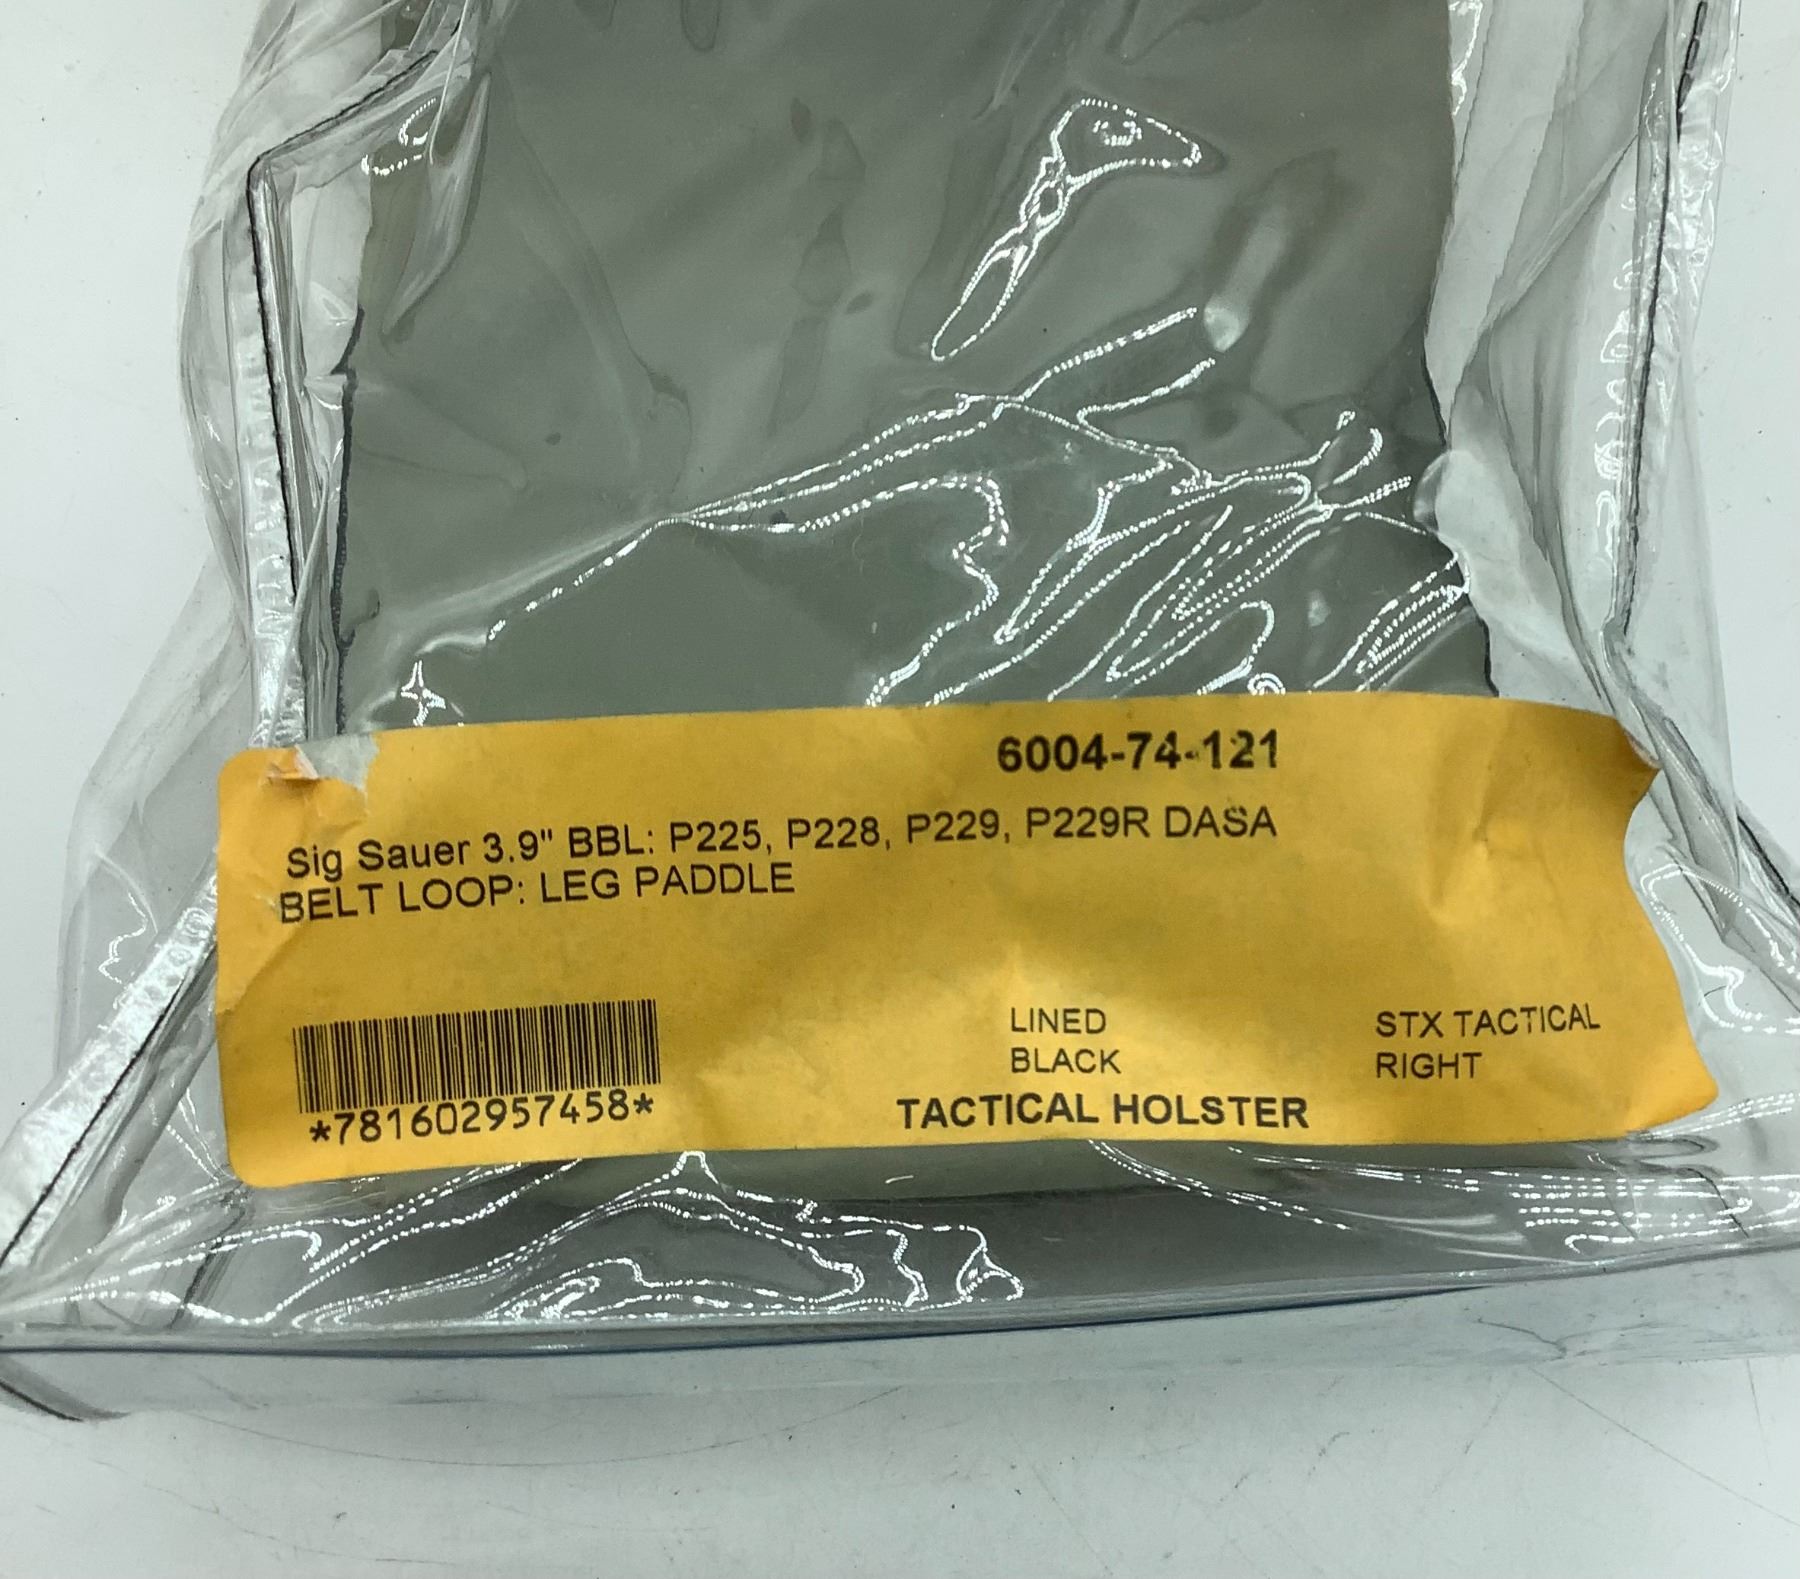 6004-74-121
Sig Sauer 3.9" BBL: P225, P228, P229, P229R DASA
BELT LOOP: LEG PADDLE
LINED
BLACK
STX TACTICAL
RIGHT
*781602957458*
TACTICAL HOLSTER